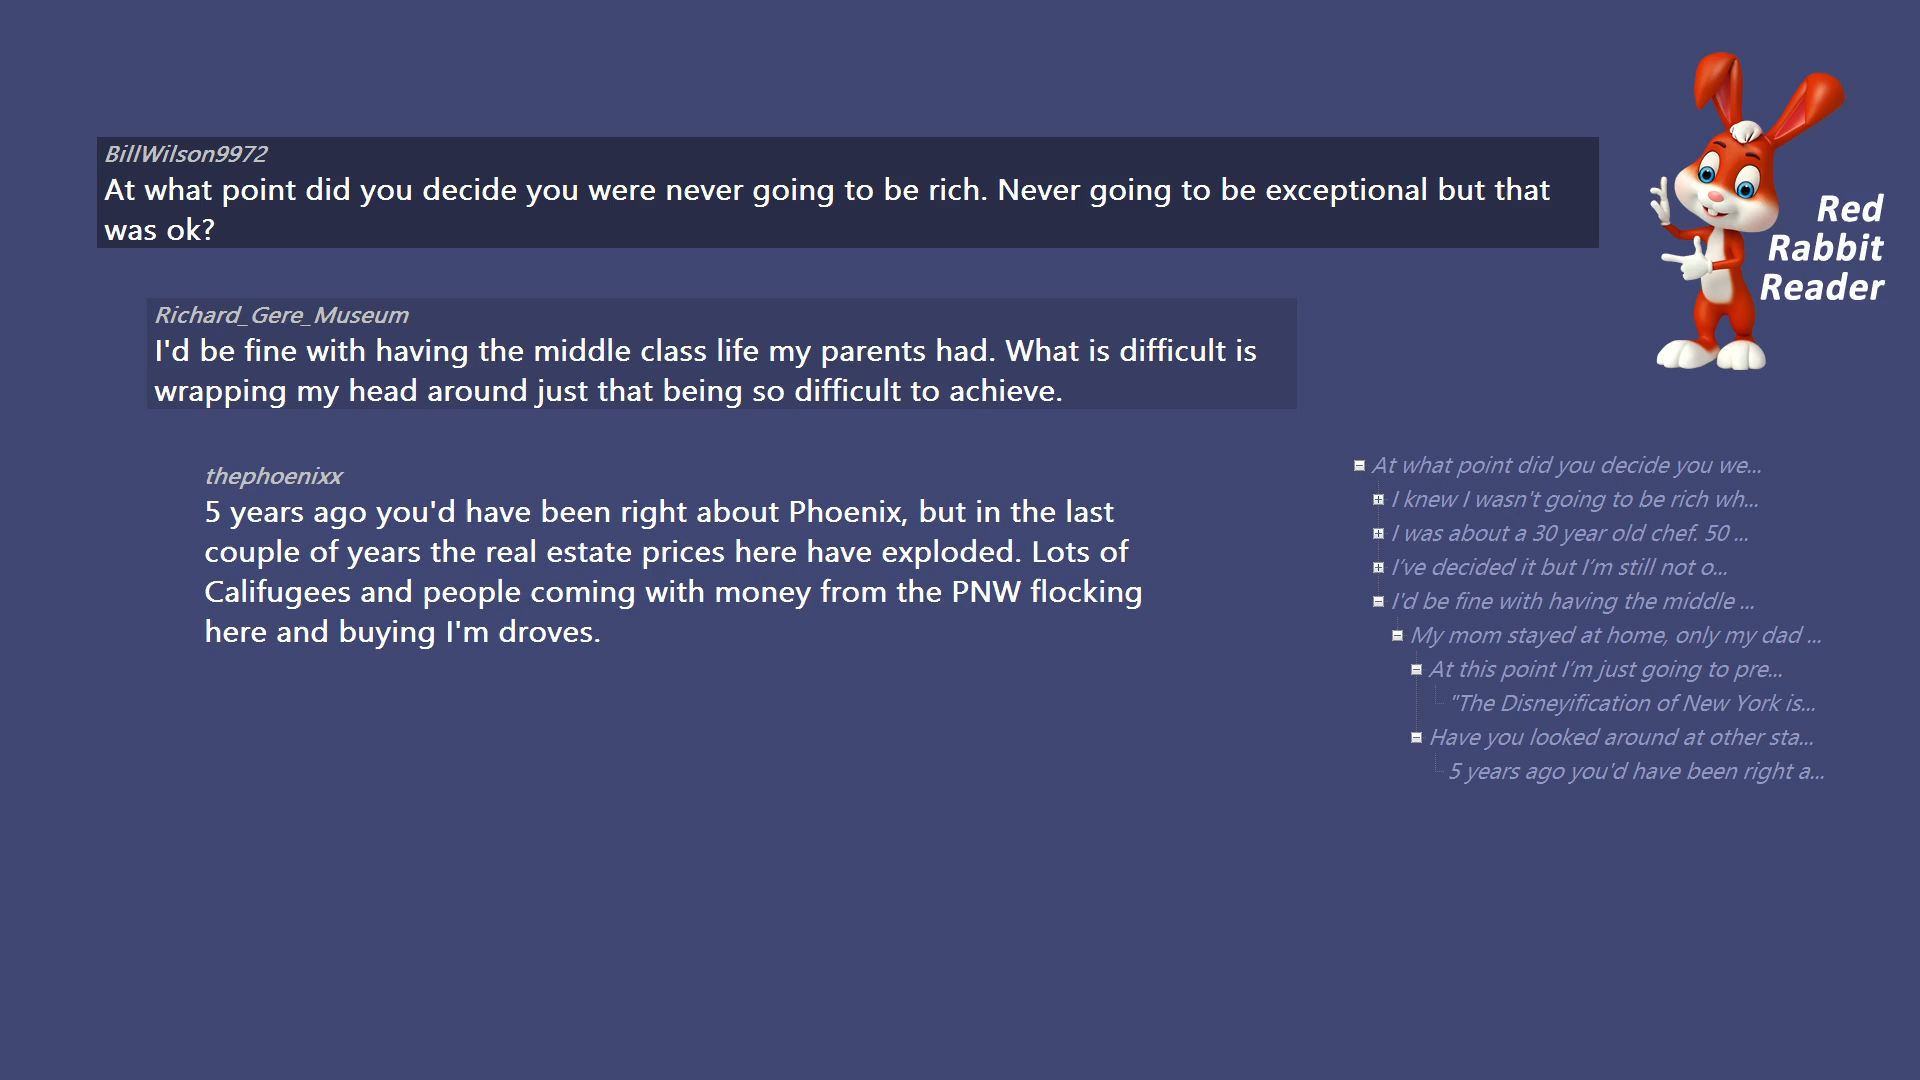 BillWilson9972
At what point did you decide you were never going to be rich. Never going to be exceptional but that
was ok?
Richard_Gere_Museum
I'd be fine with having the middle class life my parents had. What is difficult is
wrapping my head around just that being so difficult to achieve.
thephoenixx
5 years ago you'd have been right about Phoenix, but in the last
couple of years the real estate prices here have exploded. Lots of
Califugees and people coming with money from the PNW flocking
here and buying I'm droves.
Red
Rabbit
Reader
At what point did you decide you we...
I knew I wasn't going to be rich wh...
I was about a 30 year old chef. 50 ...
I’ve decided it but I’m still not o...
I'd be fine with having the middle ...
My mom stayed at home, only my dad ...
At this point I’m just going to pre...
"The Disneyification of New York is...
Have you looked around at other sta...
5 years ago you'd have been right a...